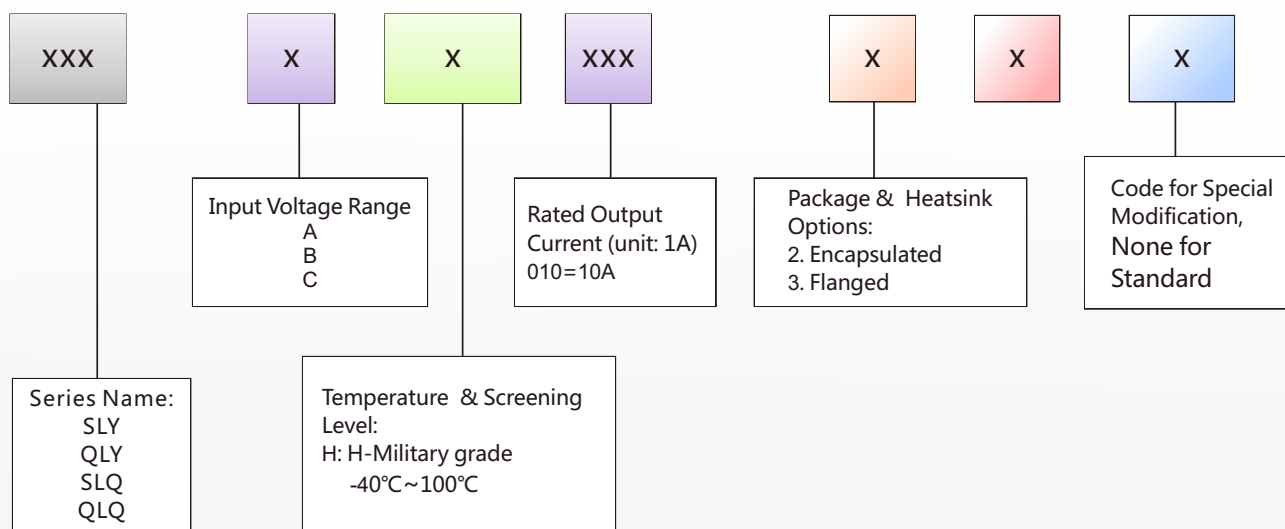 XXX X X XXX X X X
Input Voltage Range
A
B
C
Rated Output
Current (unit: 1A)
010=10A
Package & Heatsink
Options:
2. Encapsulated
3. Flanged
Code for Special
Modification,
None for
Standard
Series Name:
SLY
QLY
SLQ
QLQ
Temperature & Screening
Level:
H: H-Military grade
-40℃~100℃